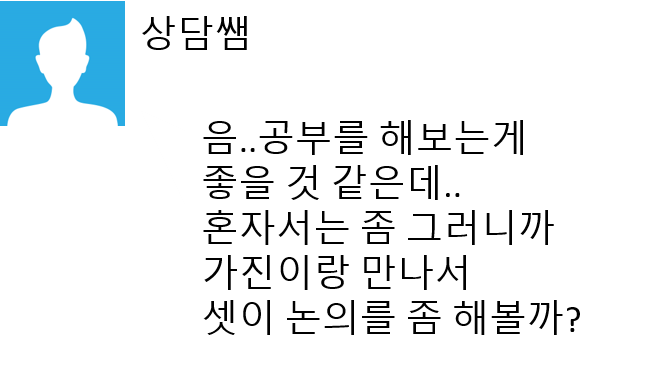 상담쌤
음..공부를 해보는게
좋을 것 같은데..
혼자서는 좀 그러니까
가진이랑 만나서
셋이 논의를 좀 해볼까?